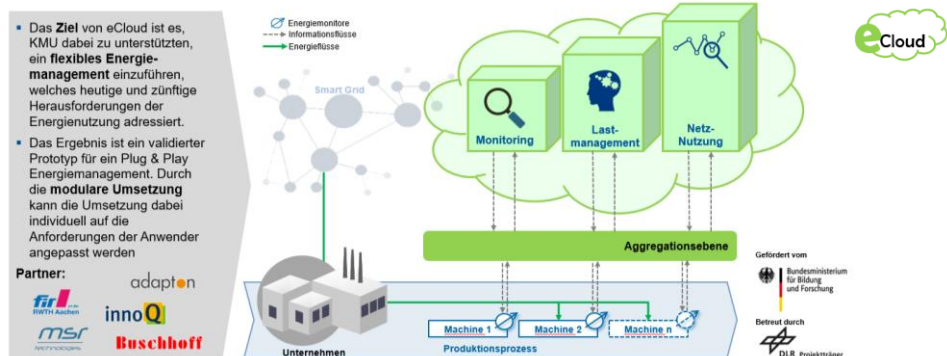 Das Ziel von eCloud ist es,
KMU dabei zu unterstützten,
ein flexibles Energie-
management einzuführen,
welches heutige und zünftige
Herausforderungen der
Energienutzung adressiert.
Das Ergebnis ist ein validierter
Prototyp für ein Plug & Play
Energiemanagement. Durch
die modulare Umsetzung
kann die Umsetzung dabei
individuell auf die
Anforderungen der Anwender
angepasst werden
Partner:
adapton
fir
RWTH Aachen
innoQ
msr
technologies
Buschhoff
Energiemonitore
Informationsflüsse
Energieflüsse
Smart Grid
Monitoring
Last-
management
Netz-
Nutzung
eCloud
Aggregationsebene
Machine 1
Machine 2
Machine n
Unternehmen
Produktionsprozess
Gefördert vom
Bundesministerium
für Bildung
und Forschung
Betreut durch
DLR Projektträger